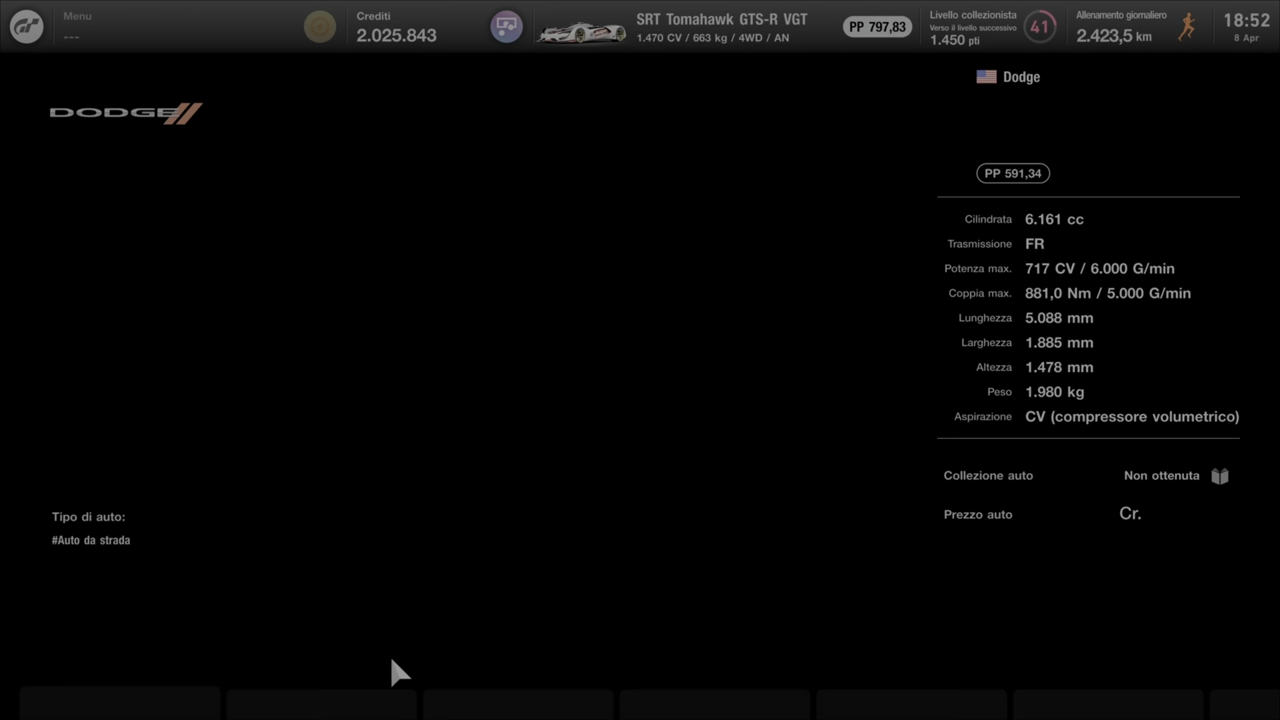 Menu
---
Crediti
2.025.843
SRT Tomahawk GTS-R VGT
1.470 CV / 663 kg / 4WD / AN
PP 797,83
Livello collezionista
Verso il livello successivo
1.450 pti
41
Allenamento giornaliero
2.423,5 km
18:52
8 Apr
DODGE
Dodge
PP 591,34
Cilindrata 6.161 cc
Trasmissione FR
Potenza max. 717 CV / 6.000 G/min
Coppia max. 881,0 Nm / 5.000 G/min
Lunghezza 5.088 mm
Larghezza 1.885 mm
Altezza 1.478 mm
Peso 1.980 kg
Aspirazione CV (compressore volumetrico)
Collezione auto Non ottenuta
Prezzo auto Cr.
Tipo di auto:
#Auto da strada